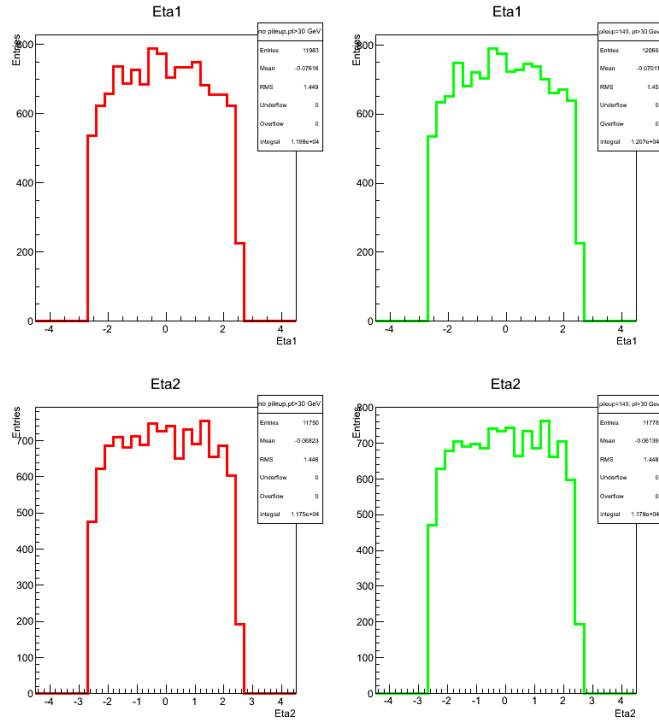 Eta1
Entries
no pileup,pt>30 GeV
Entries 11983
Mean -0.07616
RMS 1.449
Underflow 0
Overflow 0
Integral 1.198e+04
800
600
400
200
0
-4 -2 0 2 4
Eta1
Eta1
Entries
pileup=140, pt>30 GeV
Entries 12066
Mean -0.07011
RMS 1.45
Underflow 0
Overflow 0
Integral 1.207e+04
800
600
400
200
0
-4 -2 0 2 4
Eta1
Eta2
Entries
no pileup,pt>30 GeV
Entries 11750
Mean -0.06823
RMS 1.448
Underflow 0
Overflow 0
Integral 1.175e+04
700
600
500
400
300
200
100
0
-4 -3 -2 -1 0 1 2 3 4
Eta2
Eta2
Entries
pileup=140, pt>30 GeV
Entries 11778
Mean -0.06139
RMS 1.448
Underflow 0
Overflow 0
Integral 1.178e+04
800
700
600
500
400
300
200
100
0
-4 -3 -2 -1 0 1 2 3 4
Eta2